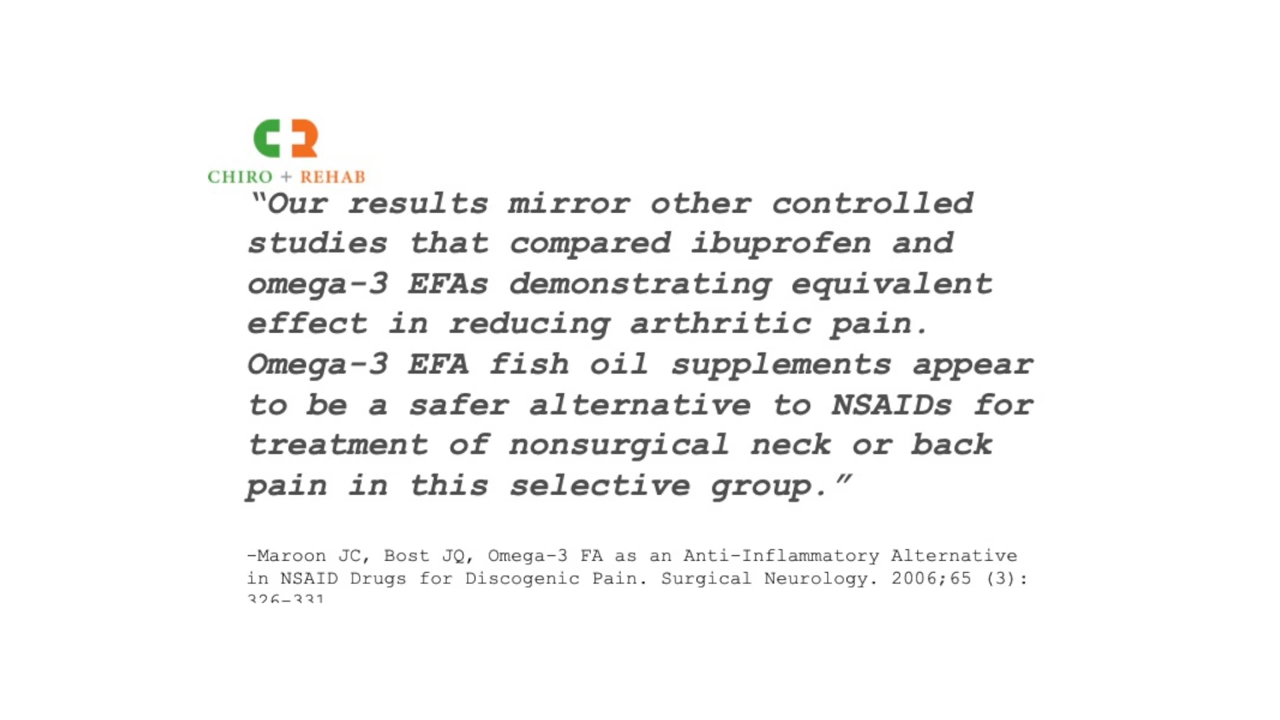 CHIRO + REHAB
“Our results mirror other controlled
studies that compared ibuprofen and
omega-3 EFAs demonstrating equivalent
effect in reducing arthritic pain.
Omega-3 EFA fish oil supplements appear
to be a safer alternative to NSAIDs for
treatment of nonsurgical neck or back
pain in this selective group.”
-Maroon JC, Bost JQ, Omega-3 FA as an Anti-Inflammatory Alternative
in NSAID Drugs for Discogenic Pain. Surgical Neurology. 2006;65 (3):
326-331